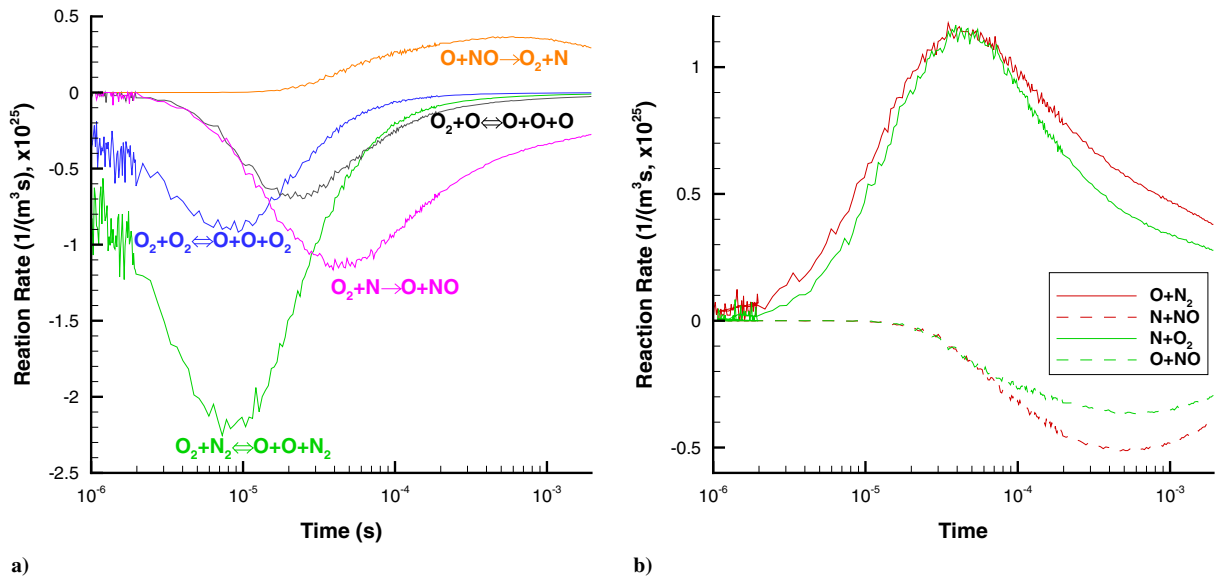 0.5
0
-0.5
-1
-1.5
-2
-2.5
Reation Rate (1/(m³s), x10²⁵)
O+NO→O₂+N
O₂+O⇔O+O+O
O₂+O₂⇔O+O+O₂
O₂+N→O+NO
O₂+N₂⇔O+O+N₂
10⁻⁶ 10⁻⁵ 10⁻⁴ 10⁻³
Time (s)
a)
1
0.5
0
-0.5
Reaction Rate (1/(m³s, x10²⁵)
O+N₂
N+NO
N+O₂
O+NO
10⁻⁶ 10⁻⁵ 10⁻⁴ 10⁻³
Time
b)